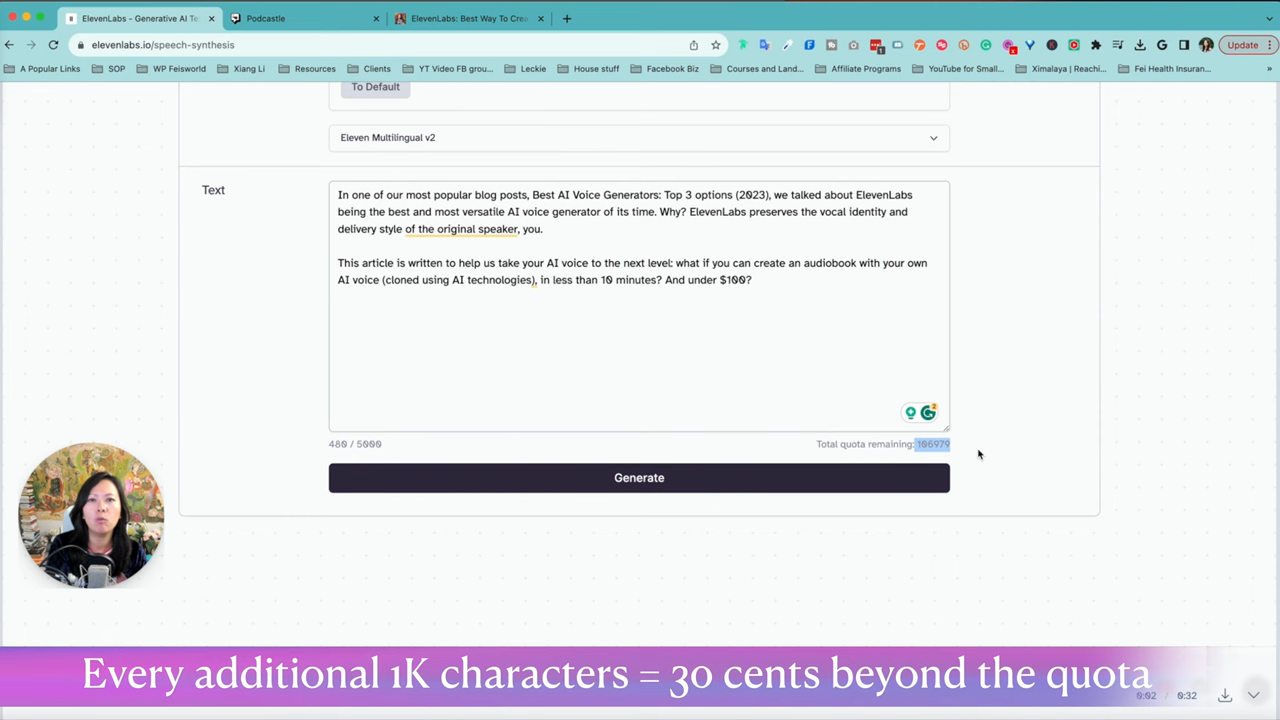 ElevenLabs - Generative AI Te
Podcastle
ElevenLabs: Best Way To Crea
elevenlabs.io/speech-synthesis
Update
A Popular Links
SOP
WP Feisworld
Xiang Li
Resources
Clients
YT Video FB grou...
Leckie
House stuff
Facebook Biz
Courses and Land...
Affiliate Programs
YouTube for Small...
Ximalaya | Reachi...
Fei Health Insuran...
»
To Default
Eleven Multilingual v2
Text
In one of our most popular blog posts, Best AI Voice Generators: Top 3 options (2023), we talked about ElevenLabs
being the best and most versatile AI voice generator of its time. Why? ElevenLabs preserves the vocal identity and
delivery style of the original speaker, you.
This article is written to help us take your AI voice to the next level: what if you can create an audiobook with your own
AI voice (cloned using AI technologies), in less than 10 minutes? And under $100?
2
480 / 5000
Total quota remaining: 106979
Generate
Every additional 1K characters = 30 cents beyond the quota
0:02 / 0:32